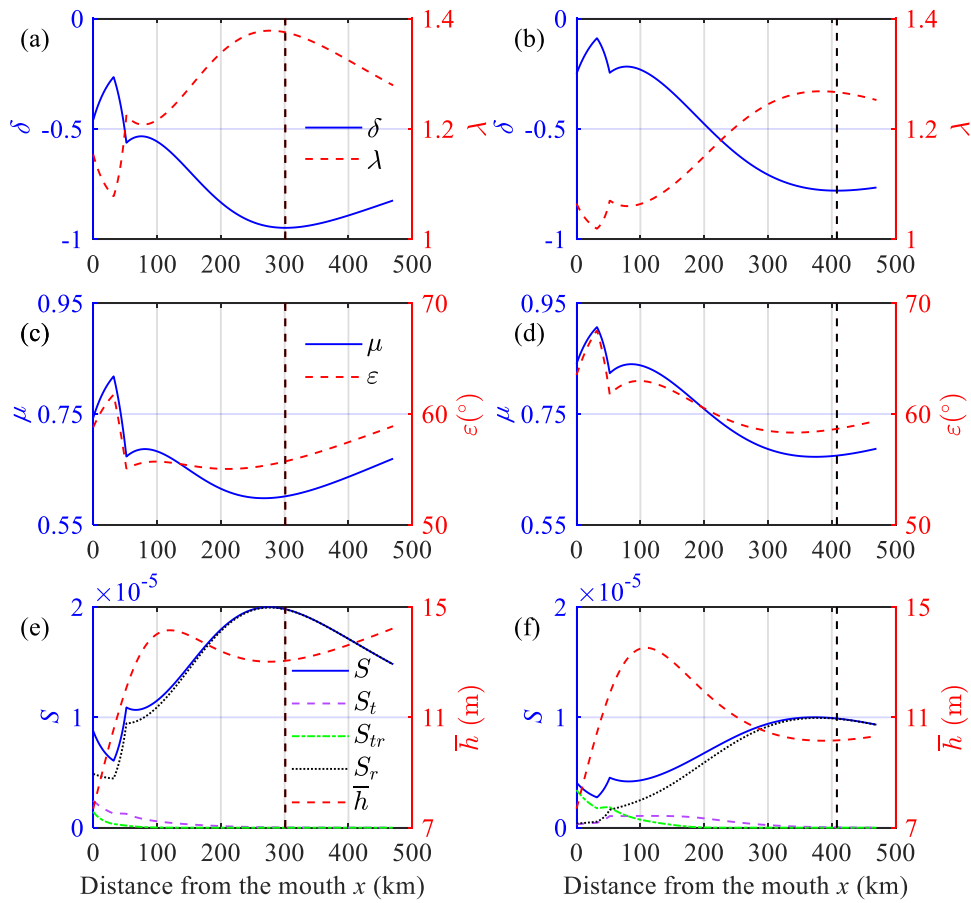 (a)
0
-0.5
-1
δ
1.4
1.2
1
λ
δ
λ
0 100 200 300 400 500
(b)
0
-0.5
-1
δ
1.4
1.2
1
λ
0 100 200 300 400 500
(c)
0.95
0.75
0.55
μ
70
60
50
ε(°)
μ
ε
0 100 200 300 400 500
(d)
0.95
0.75
0.55
μ
70
60
50
ε(°)
0 100 200 300 400 500
(e)
×10⁻⁵
2
1
0
S
15
11
7
h̅ (m)
S
Sₜ
Sₜᵣ
Sᵣ
h̅
0 100 200 300 400 500
Distance from the mouth x (km)
(f)
×10⁻⁵
2
1
0
S
15
11
7
h̅ (m)
0 100 200 300 400 500
Distance from the mouth x (km)